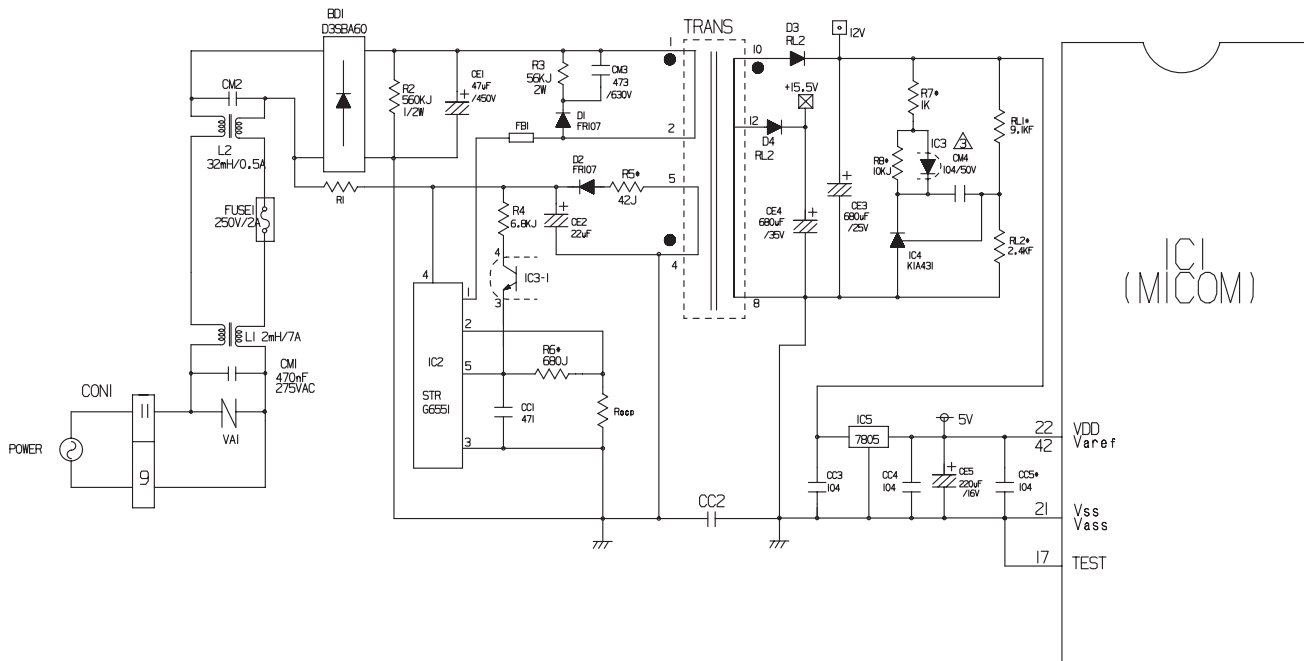 BD1
D3SBA60
TRANS
D3
RL2
12V
CM2
R2
560KJ
1/2W
CE1
47uF
/450V
R3
56KJ
2W
CM3
473
/630V
1
10
+15.5V
R7*
1K
RL1*
9.1KF
D1
FR107
FB1
2
12
D4
RL2
IC3
3
CM4
104/50V
R8*
10KJ
L2
32mH/0.5A
D2
FR107
R5*
42J
5
R1
R4
6.8KJ
CE2
22uF
CE4
680uF
/35V
CE3
680uF
/25V
FUSE1
250V/2A
IC4
KIA431
RL2*
2.4KF
4
4
IC3-1
3
4
8
IC1
(MICOM)
1
2
L1 2mH/7A
IC2
STR
G6551
R6*
680J
5
CM1
470nF
275VAC
CC1
471
Rocp
CON1
11
VA1
POWER
9
3
IC5
7805
5V
22
VDD
42
Varef
CC3
104
CC4
104
CE5
220uF
/16V
CC5*
104
CC2
21
Vss
Vass
17
TEST